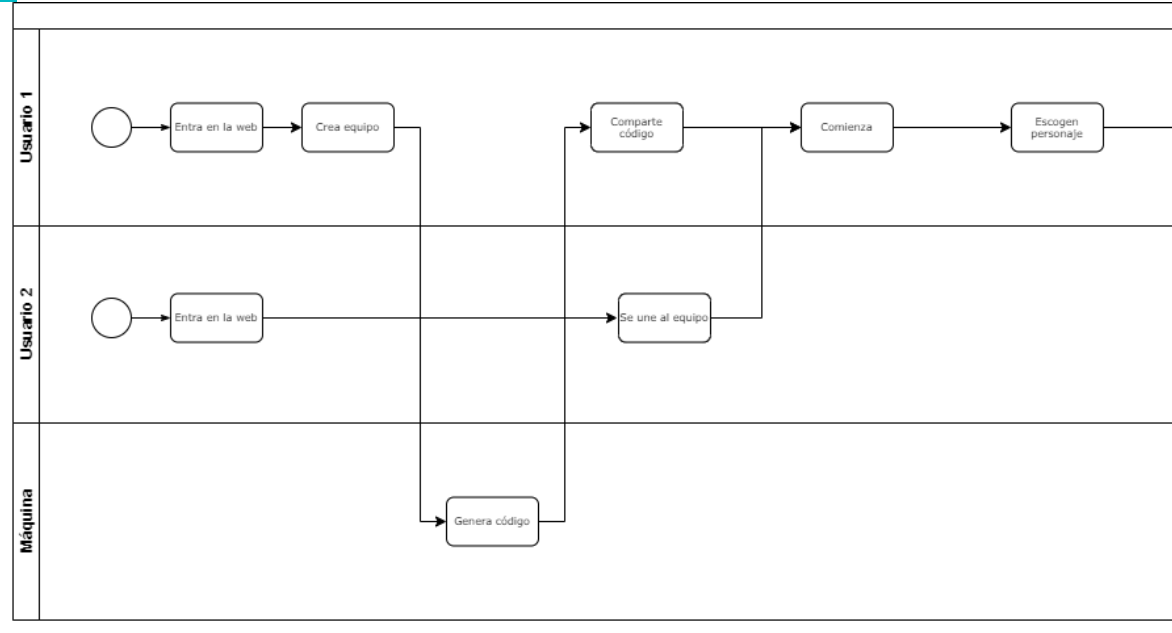 Usuario 1
Entra en la web
Crea equipo
Comparte
código
Comienza
Escogen
personaje
Usuario 2
Entra en la web
Se une al equipo
Máquina
Genera código